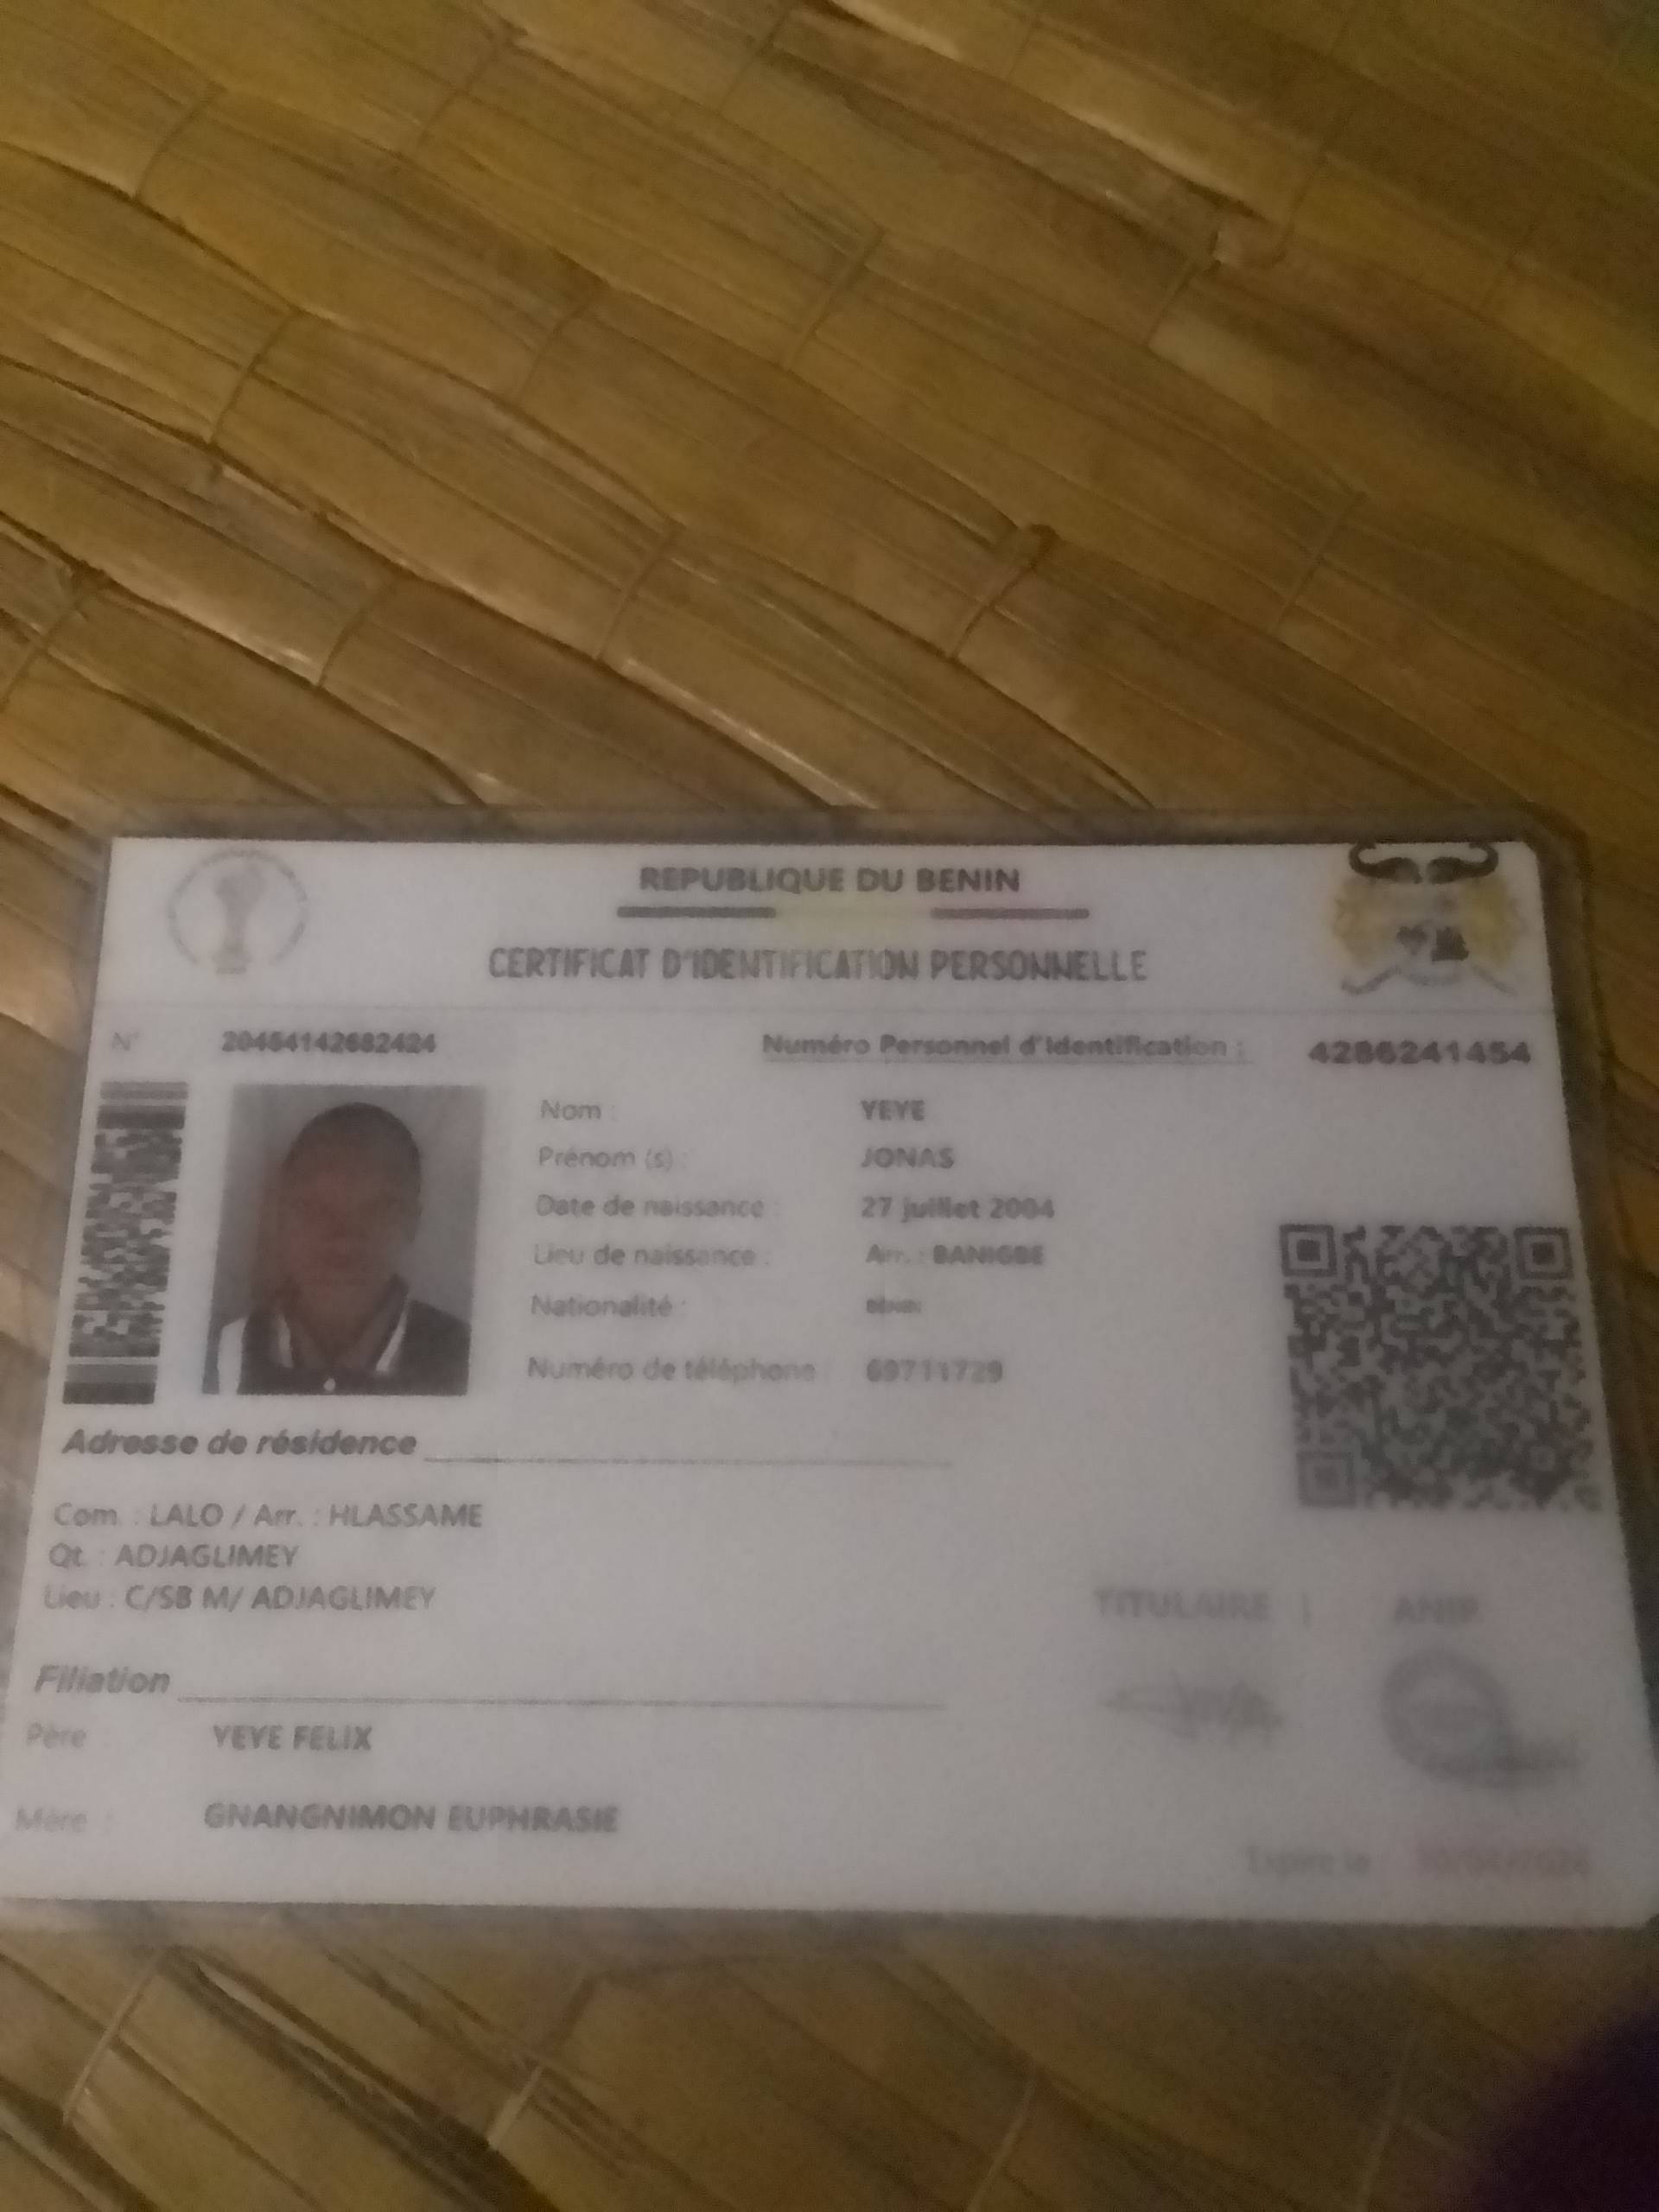 REPUBLIQUE DU BENIN
CERTIFICAT D'IDENTIFICATION PERSONNELLE
N° 20454142682424 Numéro Personnel d'Identification : 4286241454
Nom : YEYE
Prénom (s) : JONAS
Date de naissance : 27 juillet 2004
Lieu de naissance : Arr. : BANIGBE
Nationalité : BENIN
Numéro de téléphone : 69711729
Adresse de résidence
Com. : LALO / Arr. : HLASSAME
Qt. : ADJAGLIMEY
Lieu : C/SB M/ ADJAGLIMEY
TITULAIRE | ANIP
Filiation
Père : YEYE FELIX
Mère : GNANGNIMON EUPHRASIE
Expire le